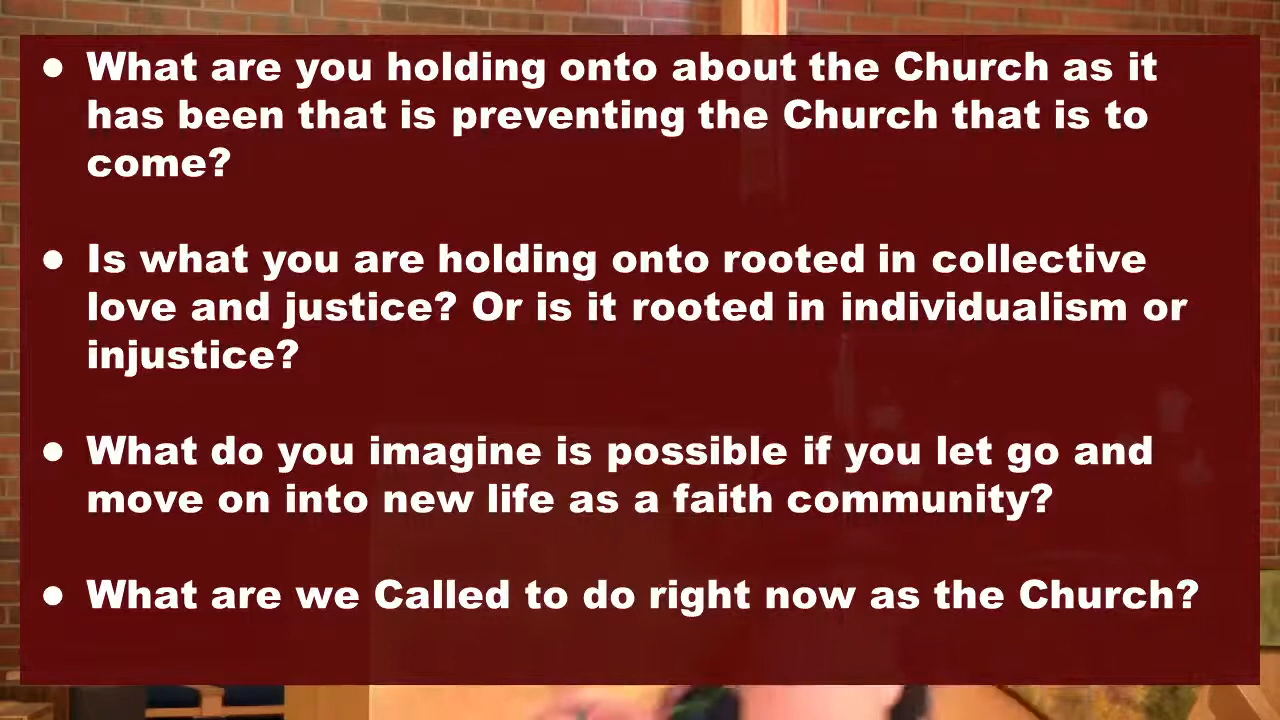 ● What are you holding onto about the Church as it
has been that is preventing the Church that is to
come?
● Is what you are holding onto rooted in collective
love and justice? Or is it rooted in individualism or
injustice?
● What do you imagine is possible if you let go and
move on into new life as a faith community?
● What are we Called to do right now as the Church?